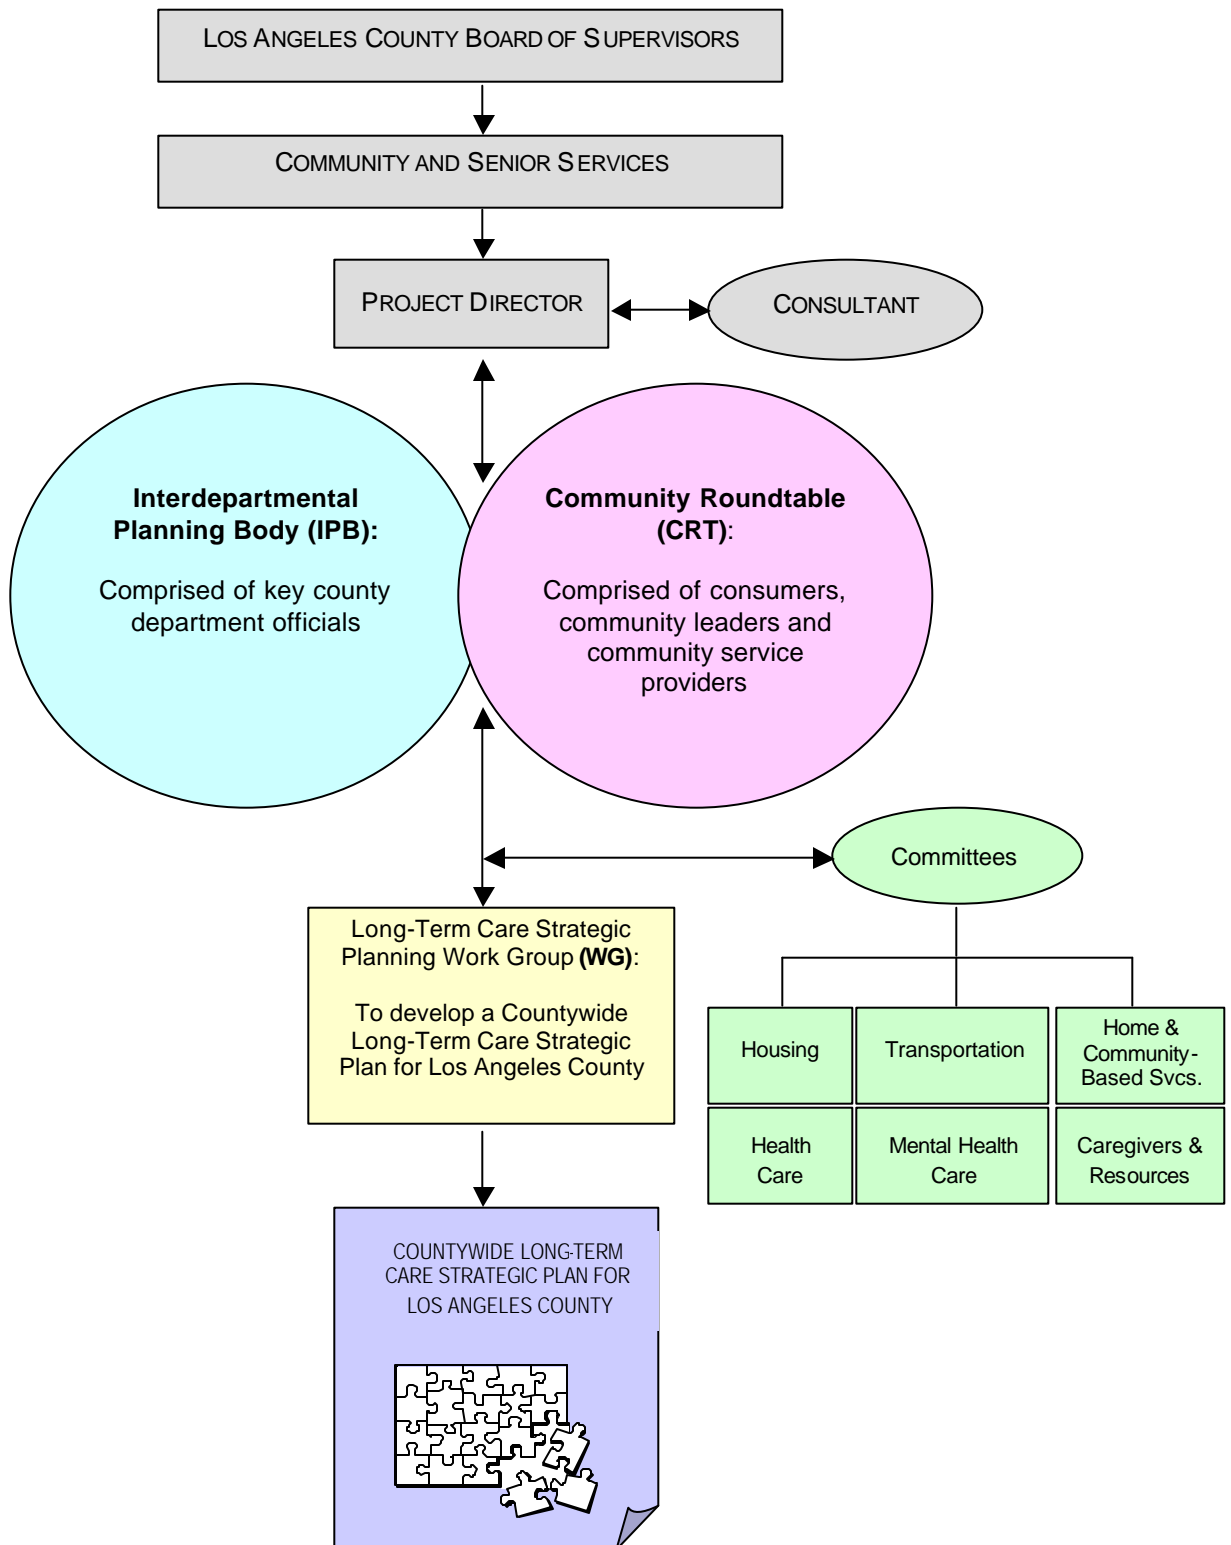 LOS ANGELES COUNTY BOARD OF SUPERVISORS
COMMUNITY AND SENIOR SERVICES
PROJECT DIRECTOR
CONSULTANT
Interdepartmental
Planning Body (IPB):
Comprised of key county
department officials
Community Roundtable
(CRT):
Comprised of consumers,
community leaders and
community service
providers
Committees
Long-Term Care Strategic
Planning Work Group (WG):
To develop a Countywide
Long-Term Care Strategic
Plan for Los Angeles County
Housing
Transportation
Home &
Community-
Based Svcs.
Health
Care
Mental Health
Care
Caregivers &
Resources
COUNTYWIDE LONG-TERM
CARE STRATEGIC PLAN FOR
LOS ANGELES COUNTY